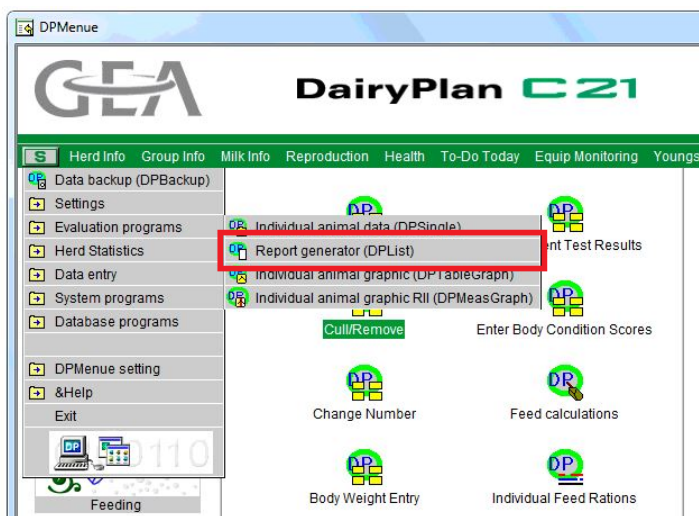 DPMenue
GEA
DairyPlan C21
S Herd Info Group Info Milk Info Reproduction Health To-Do Today Equip Monitoring Youngs
Data backup (DPBackup)
Settings
Evaluation programs
Herd Statistics
Data entry
System programs
Database programs
DPMenue setting
&Help
Exit
Individual animal data (DPSingle)
Report generator (DPList)
Individual animal graphic (DPTableGraph)
Individual animal graphic RII (DPMeasGraph)
nt Test Results
Cull/Remove
Enter Body Condition Scores
Change Number
Feed calculations
Body Weight Entry
Individual Feed Rations
Feeding